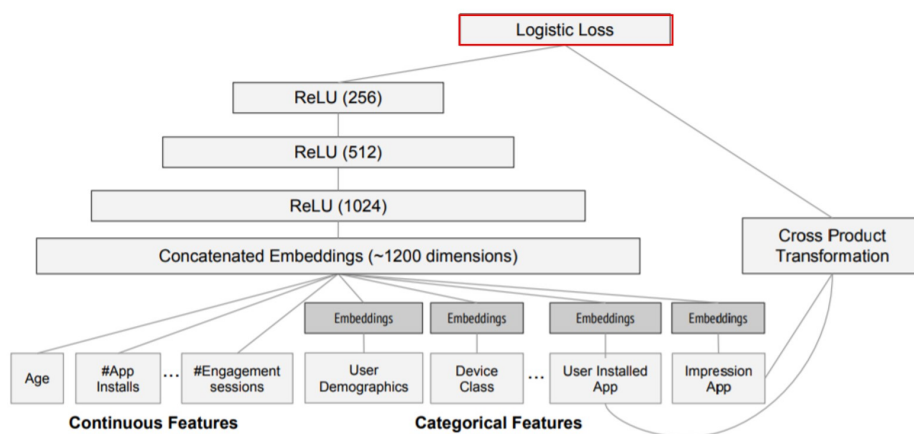 Logistic Loss
ReLU (256)
ReLU (512)
ReLU (1024)
Concatenated Embeddings (~1200 dimensions)
Cross Product
Transformation
Embeddings
Embeddings
Embeddings
Embeddings
Age
#App
Installs
...
#Engagement
sessions
User
Demographics
Device
Class
...
User Installed
App
Impression
App
Continuous Features
Categorical Features